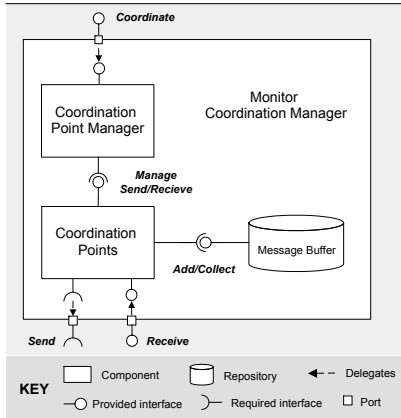 Coordinate
Coordination
Point Manager
Monitor
Coordination Manager
Manage
Send/Recieve
Coordination
Points
Message Buffer
Add/Collect
Send
Receive
KEY
Component
Repository
Delegates
Provided interface
Required interface
Port